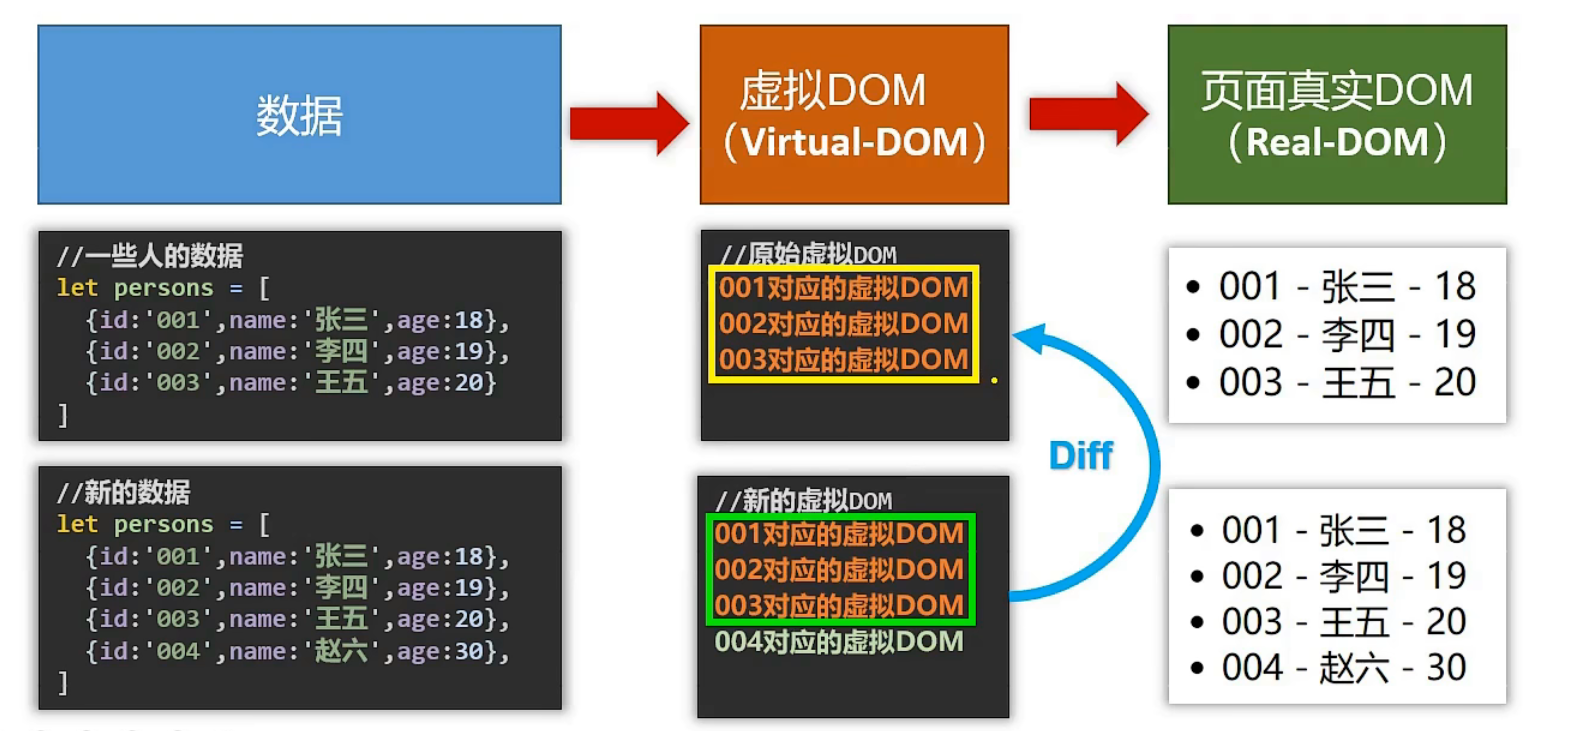 数据
虚拟DOM
（Virtual-DOM）
页面真实DOM
（Real-DOM）
//一些人的数据
let persons = [
{id:'001',name:'张三',age:18},
{id:'002',name:'李四',age:19},
{id:'003',name:'王五',age:20}
]
//原始虚拟DOM
001对应的虚拟DOM
002对应的虚拟DOM
003对应的虚拟DOM
001 - 张三 - 18
002 - 李四 - 19
003 - 王五 - 20
Diff
//新的数据
let persons = [
{id:'001',name:'张三',age:18},
{id:'002',name:'李四',age:19},
{id:'003',name:'王五',age:20},
{id:'004',name:'赵六',age:30},
]
//新的虚拟DOM
001对应的虚拟DOM
002对应的虚拟DOM
003对应的虚拟DOM
004对应的虚拟DOM
001 - 张三 - 18
002 - 李四 - 19
003 - 王五 - 20
004 - 赵六 - 30